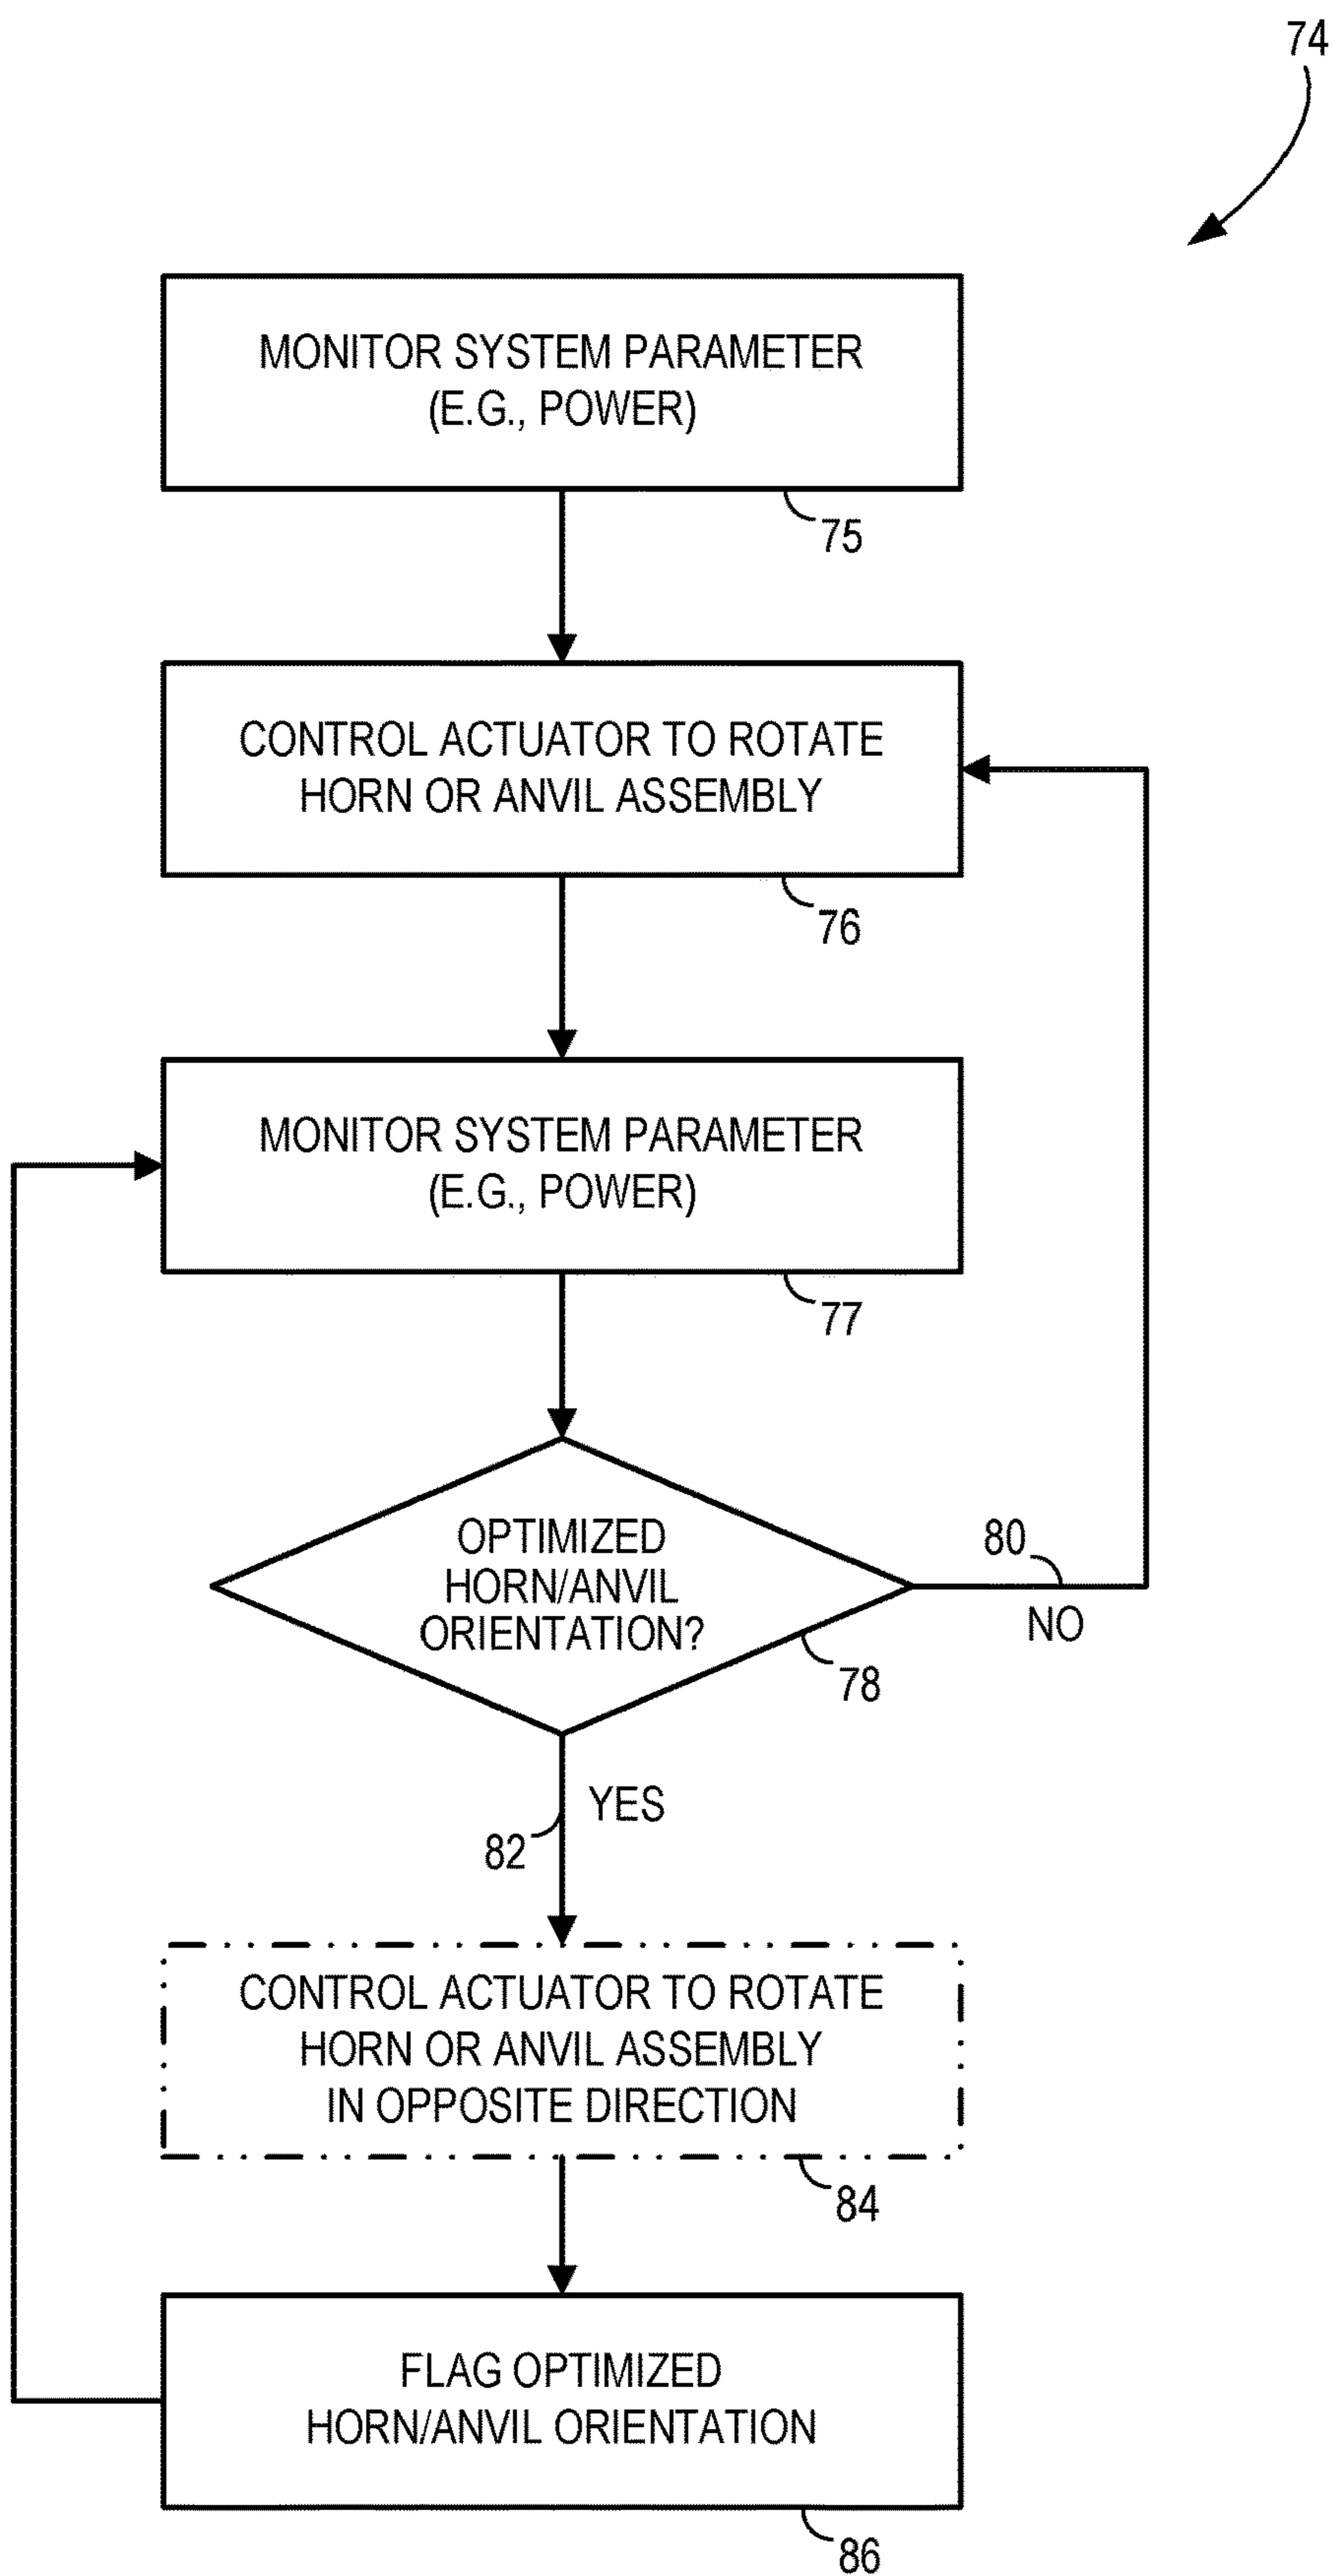 74
MONITOR SYSTEM PARAMETER
(E.G., POWER)
75
CONTROL ACTUATOR TO ROTATE
HORN OR ANVIL ASSEMBLY
76
MONITOR SYSTEM PARAMETER
(E.G., POWER)
77
OPTIMIZED
HORN/ANVIL
ORIENTATION?
80
NO
78
YES
82
CONTROL ACTUATOR TO ROTATE
HORN OR ANVIL ASSEMBLY
IN OPPOSITE DIRECTION
84
FLAG OPTIMIZED
HORN/ANVIL ORIENTATION
86